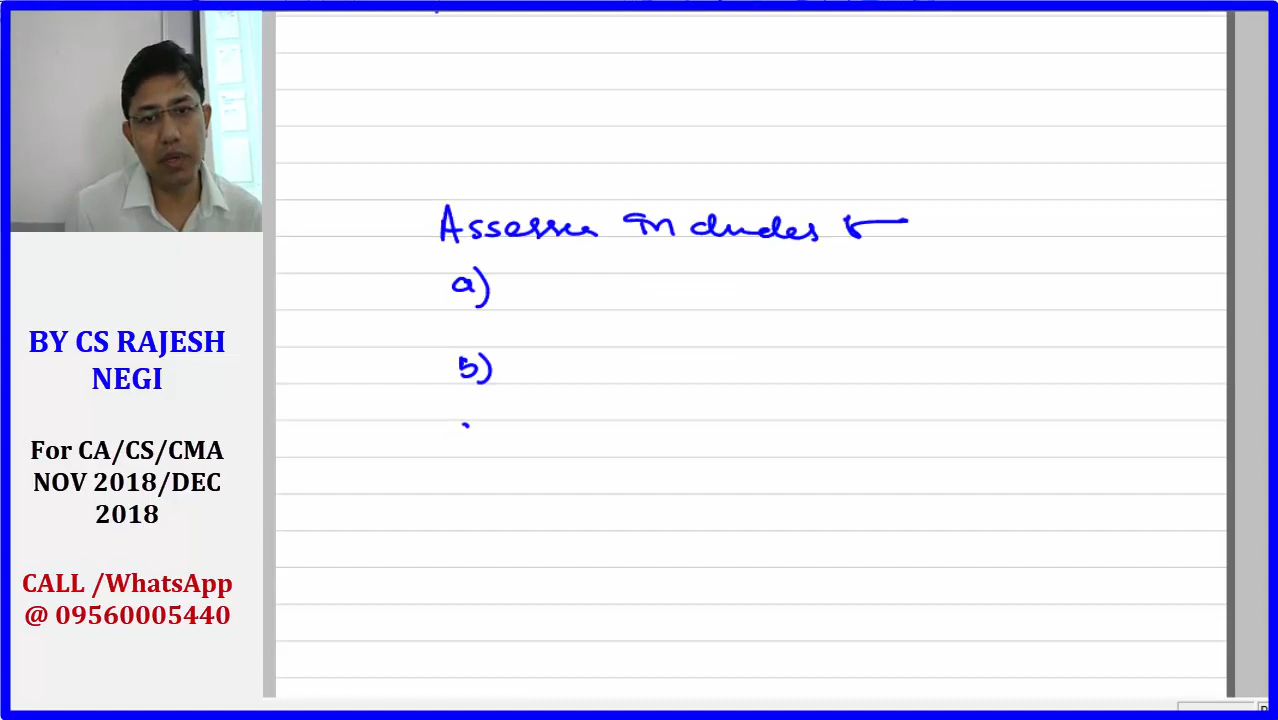 BY CS RAJESH
NEGI
For CA/CS/CMA
NOV 2018/DEC
2018
CALL /WhatsApp
@ 09560005440
Assessee Includes
a)
b)